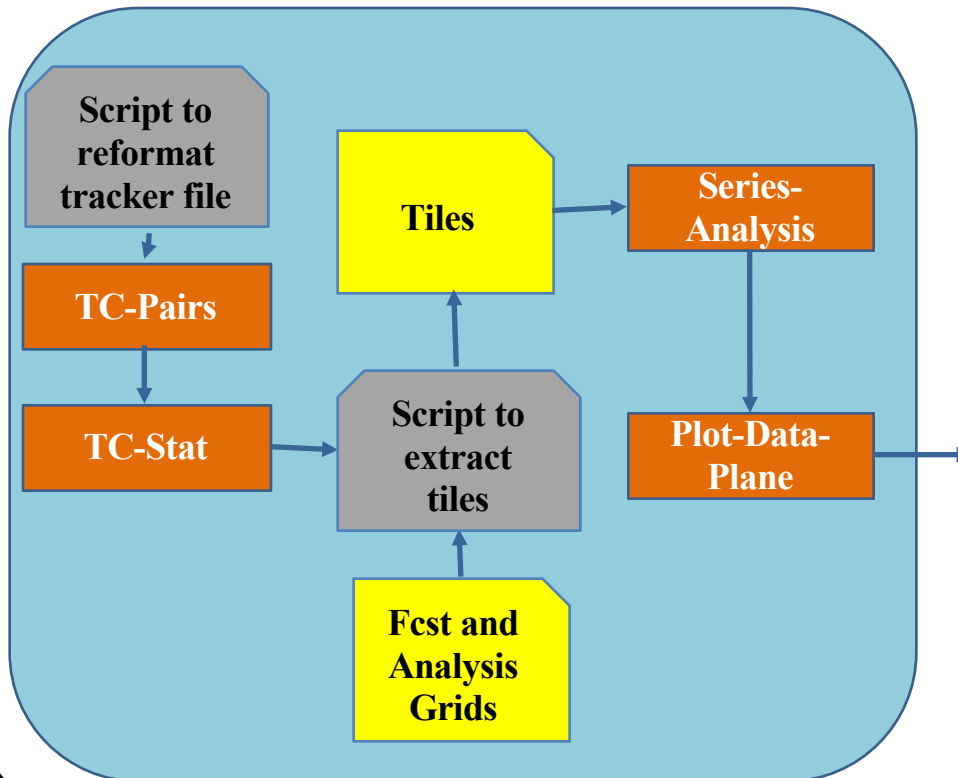 Script to
reformat
tracker file
TC-Pairs
TC-Stat
Tiles
Script to
extract
tiles
Fcst and
Analysis
Grids
Series-
Analysis
Plot-Data-
Plane